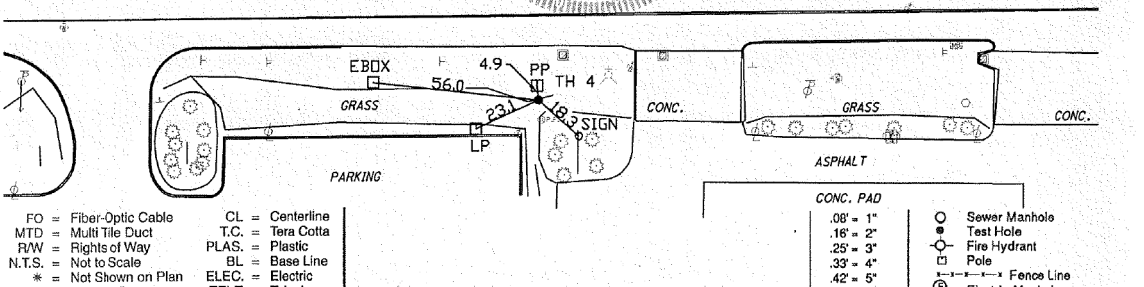 EBOX
4.9
PP
TH 4
56.0
GRASS
23.1
18.3
SIGN
LP
CONC.
GRASS
CONC.
PARKING
ASPHALT
CONC. PAD
FO = Fiber-Optic Cable
MTD = Multi Tile Duct
R/W = Rights of Way
N.T.S. = Not to Scale
* = Not Shown on Plan
CL = Centerline
T.C. = Tera Cotta
PLAS. = Plastic
BL = Base Line
ELEC. = Electric
.08' = 1"
.16' = 2"
.25' = 3"
.33' = 4"
.42' = 5"
Sewer Manhole
Test Hole
Fire Hydrant
Pole
Fence Line